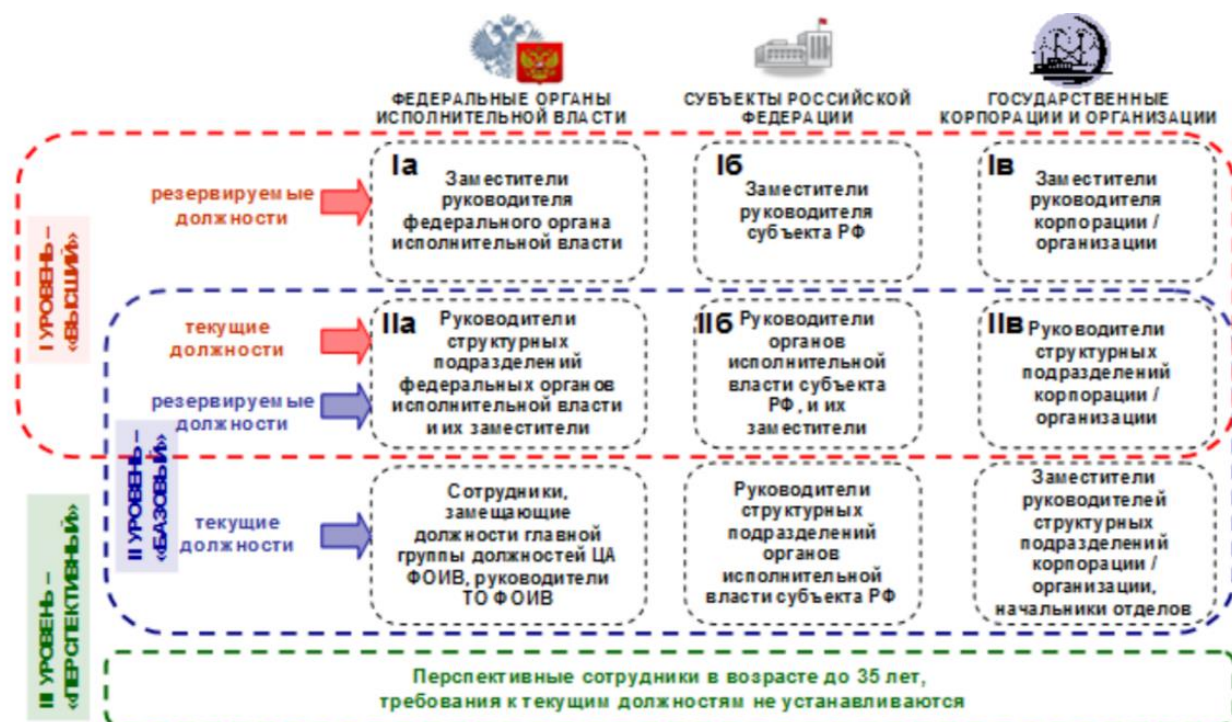 ФЕДЕРАЛЬНЫЕ ОРГАНЫ
ИСПОЛНИТЕЛЬНОЙ ВЛАСТИ
СУБЪЕКТЫ РОССИЙСКОЙ
ФЕДЕРАЦИИ
ГОСУДАРСТВЕННЫЕ
КОРПОРАЦИИ И ОРГАНИЗАЦИИ
I УРОВЕНЬ –
«ВЫСШИЙ»
резервируемые
должности
Iа
Заместители
руководителя
федерального органа
исполнительной власти
Iб
Заместители
руководителя
субъекта РФ
Iв
Заместители
руководителя
корпорации /
организации
текущие
должности
резервируемые
должности
IIа
Руководители
структурных
подразделений
федеральных органов
исполнительной власти
и их заместители
IIб
Руководители
органов
исполнительной
власти субъекта
РФ, и их
заместители
IIв
Руководители
структурных
подразделений
корпорации /
организации
II УРОВЕНЬ –
«БАЗОВЫЙ»
текущие
должности
Сотрудники,
замещающие
должности главной
группы должностей ЦА
ФОИВ, руководители
ТО ФОИВ
Руководители
структурных
подразделений
органов
исполнительной
власти субъекта РФ
Заместители
руководителей
структурных
подразделений
корпорации /
организации,
начальники отделов
III УРОВЕНЬ –
«ПЕРСПЕКТИВНЫЙ»
Перспективные сотрудники в возрасте до 35 лет,
требования к текущим должностям не устанавливаются